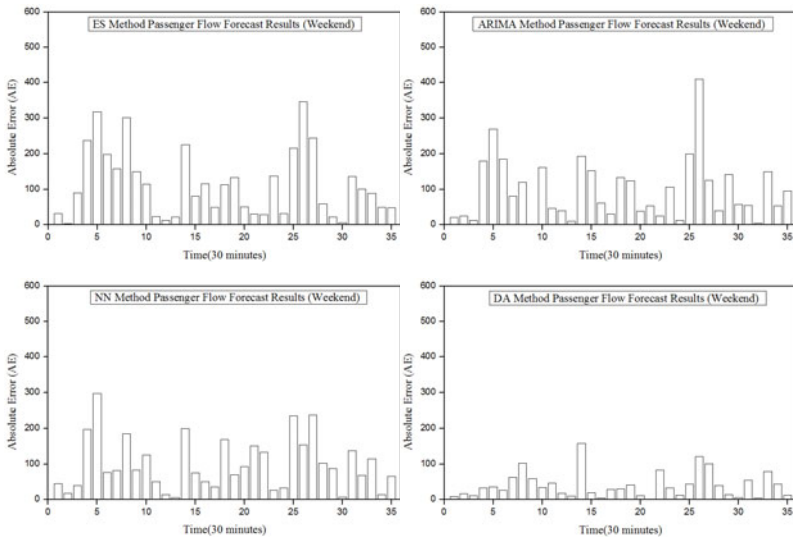 ES Method Passenger Flow Forecast Results (Weekend)
Absolute Error (AE)
600
500
400
300
200
100
0
0 5 10 15 20 25 30 35
Time(30 minutes)
ARIMA Method Passenger Flow Forecast Results (Weekend)
Absolute Error (AE)
600
500
400
300
200
100
0
0 5 10 15 20 25 30 35
Time(30 minutes)
NN Method Passenger Flow Forecast Results (Weekend)
Absolute Error (AE)
600
500
400
300
200
100
0
0 5 10 15 20 25 30 35
Time(30 minutes)
DA Method Passenger Flow Forecast Results (Weekend)
Absolute Error (AE)
600
500
400
300
200
100
0
0 5 10 15 20 25 30 35
Time(30 minutes)